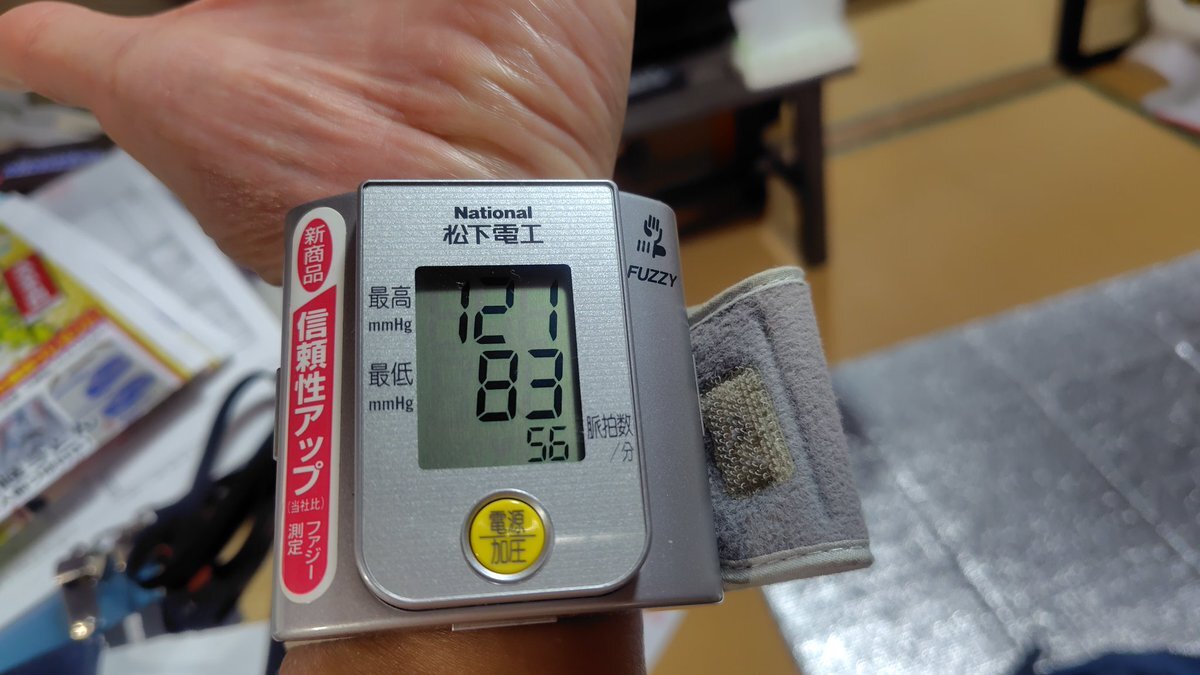 National
松下電工
FUZZY
新商品
信頼性アップ
(当社比)
ファジー
測定
最高
mmHg
121
最低
mmHg
83
56
脈拍数
/分
電源
加圧